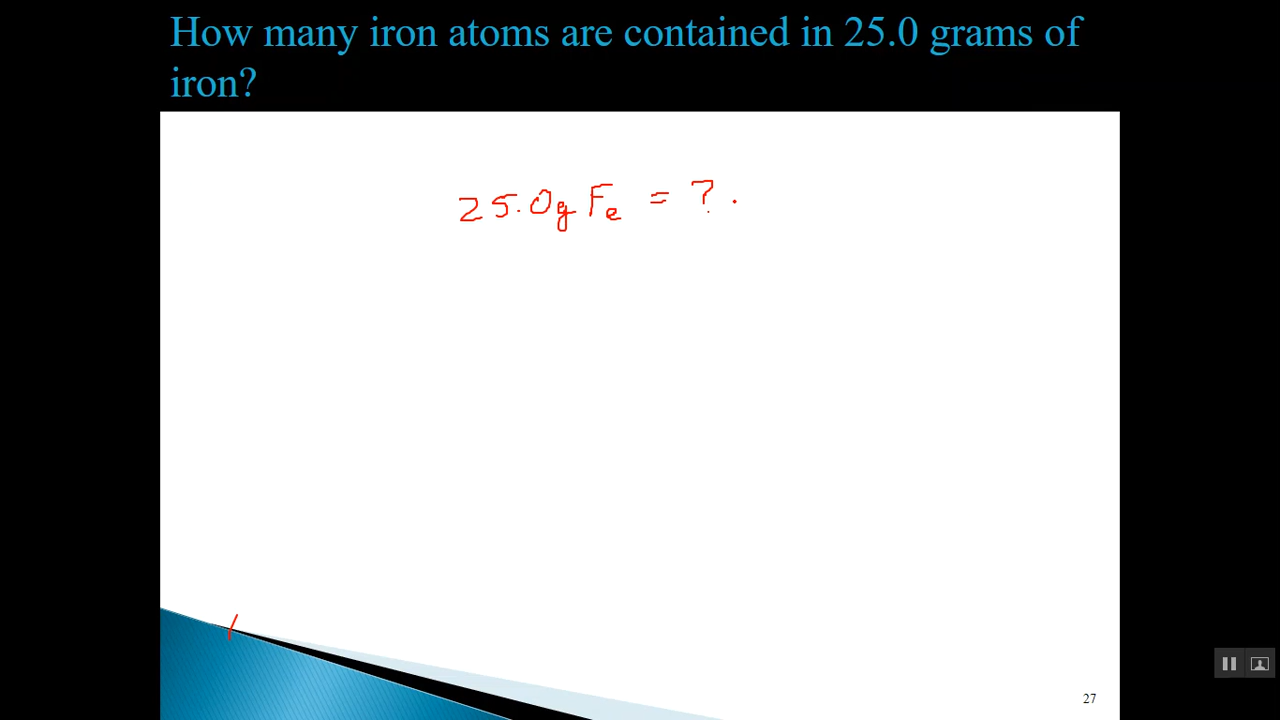 How many iron atoms are contained in 25.0 grams of
iron?
25.0g Fe = ? .
27